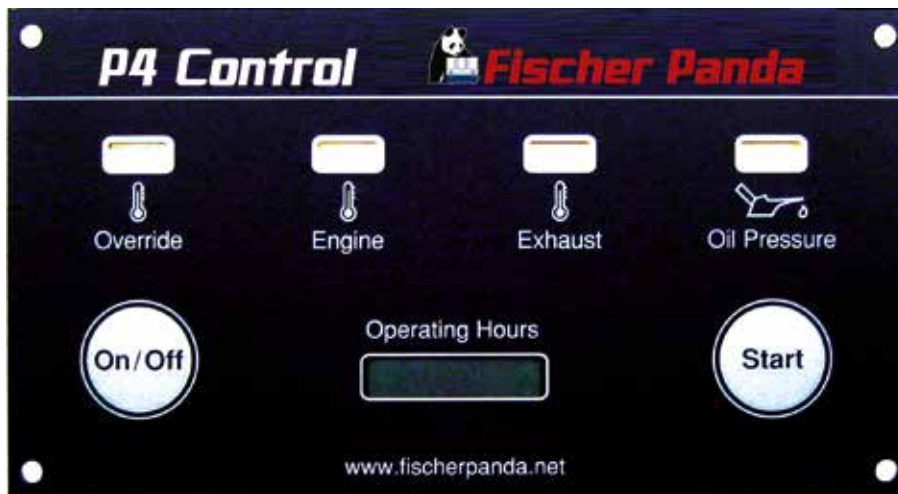 P4 Control Fischer Panda
Override Engine Exhaust Oil Pressure
Operating Hours
On/Off Start
www.fischerpanda.net